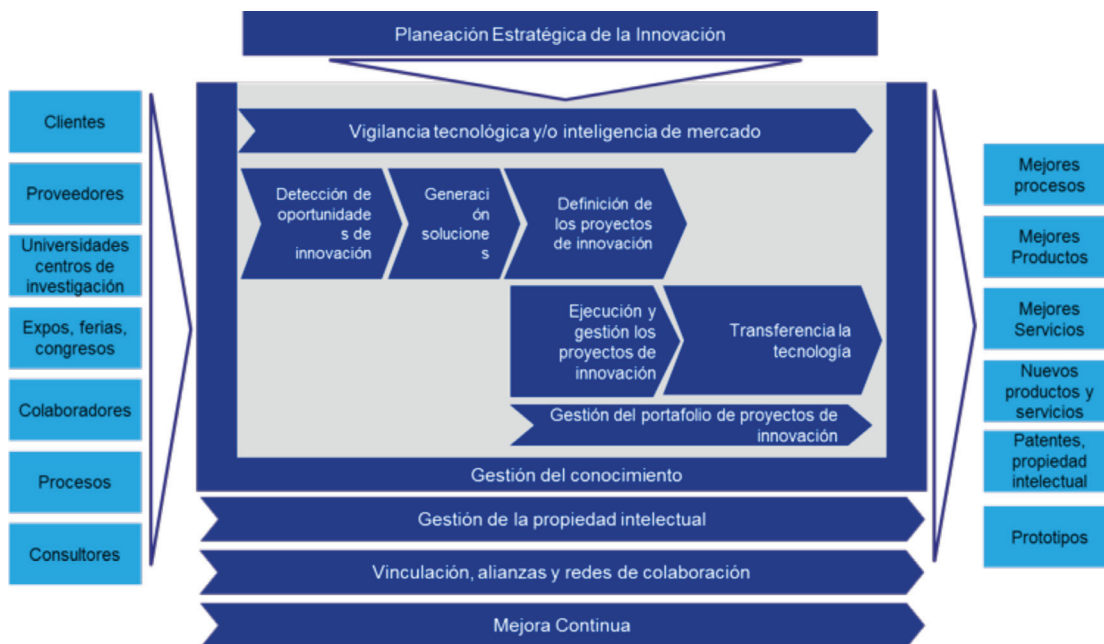 Planeación Estratégica de la Innovación
Clientes
Proveedores
Universidades
centros de
investigación
Expos, ferias,
congresos
Colaboradores
Procesos
Consultores
Vigilancia tecnológica y/o inteligencia de mercado
Detección de
oportunidade
s de
innovación
Generaci
ón
solucione
s
Definición de
los proyectos
de innovación
Ejecución y
gestión los
proyectos de
innovación
Transferencia la
tecnología
Gestión del portafolio de proyectos de
innovación
Gestión del conocimiento
Gestión de la propiedad intelectual
Vinculación, alianzas y redes de colaboración
Mejora Continua
Mejores
procesos
Mejores
Productos
Mejores
Servicios
Nuevos
productos y
servicios
Patentes,
propiedad
intelectual
Prototipos